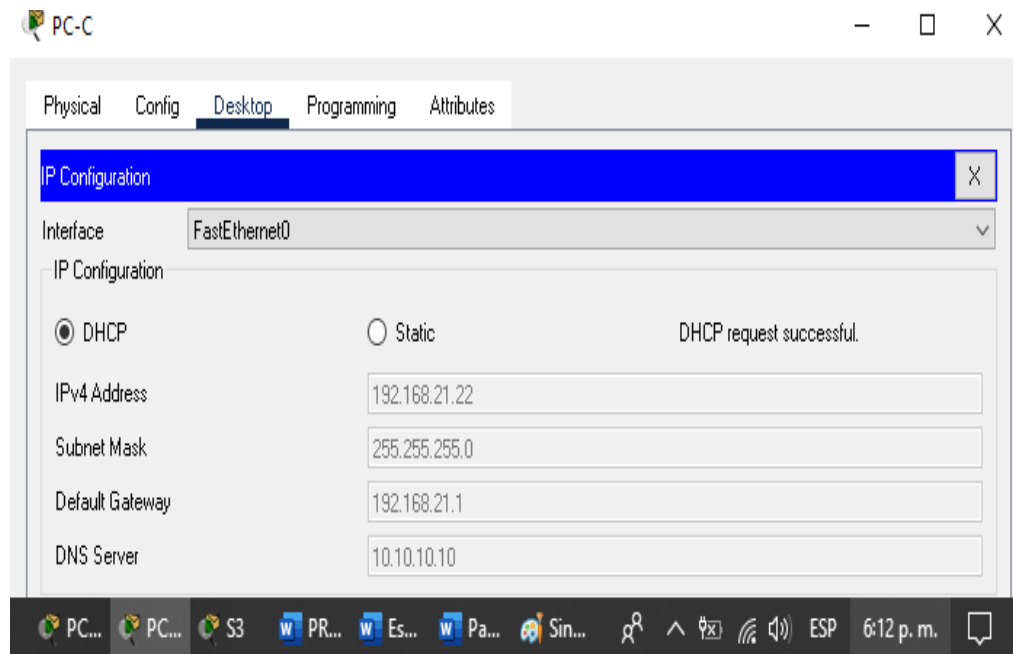 PC-C
Physical Config Desktop Programming Attributes
IP Configuration X
Interface FastEthernet0
IP Configuration
DHCP Static DHCP request successful.
IPv4 Address 192.168.21.22
Subnet Mask 255.255.255.0
Default Gateway 192.168.21.1
DNS Server 10.10.10.10
PC... PC... S3 PR... Es... Pa... Sin... ESP 6:12 p. m.